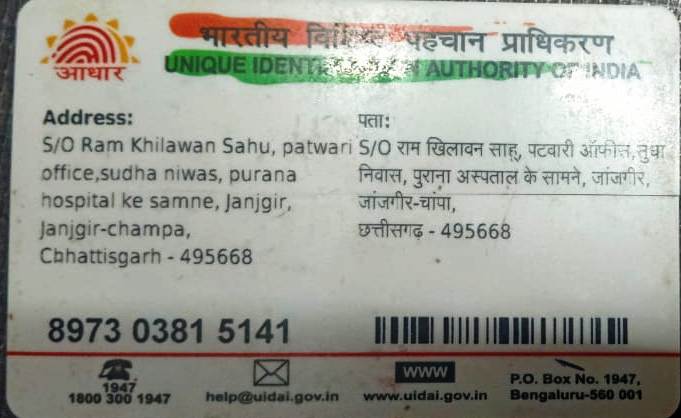 भारतीय विशिष्ट पहचान प्राधिकरण
आधार
UNIQUE IDENTIFICATION AUTHORITY OF INDIA
Address:
S/O Ram Khilawan Sahu, patwari
office,sudha niwas, purana
hospital ke samne, Janjgir,
Janjgir-champa,
Chhattisgarh - 495668
पता:
S/O राम खिलावन साहू, पटवारी ऑफीस,सुधा
निवास, पुराना अस्पताल के सामने, जांजगीर,
जांजगीर-चांपा,
छत्तीसगढ़ - 495668
8973 0381 5141
1947
1800 300 1947
help@uidai.gov.in
WWW
www.uidai.gov.in
P.O. Box No. 1947,
Bengaluru-560 001